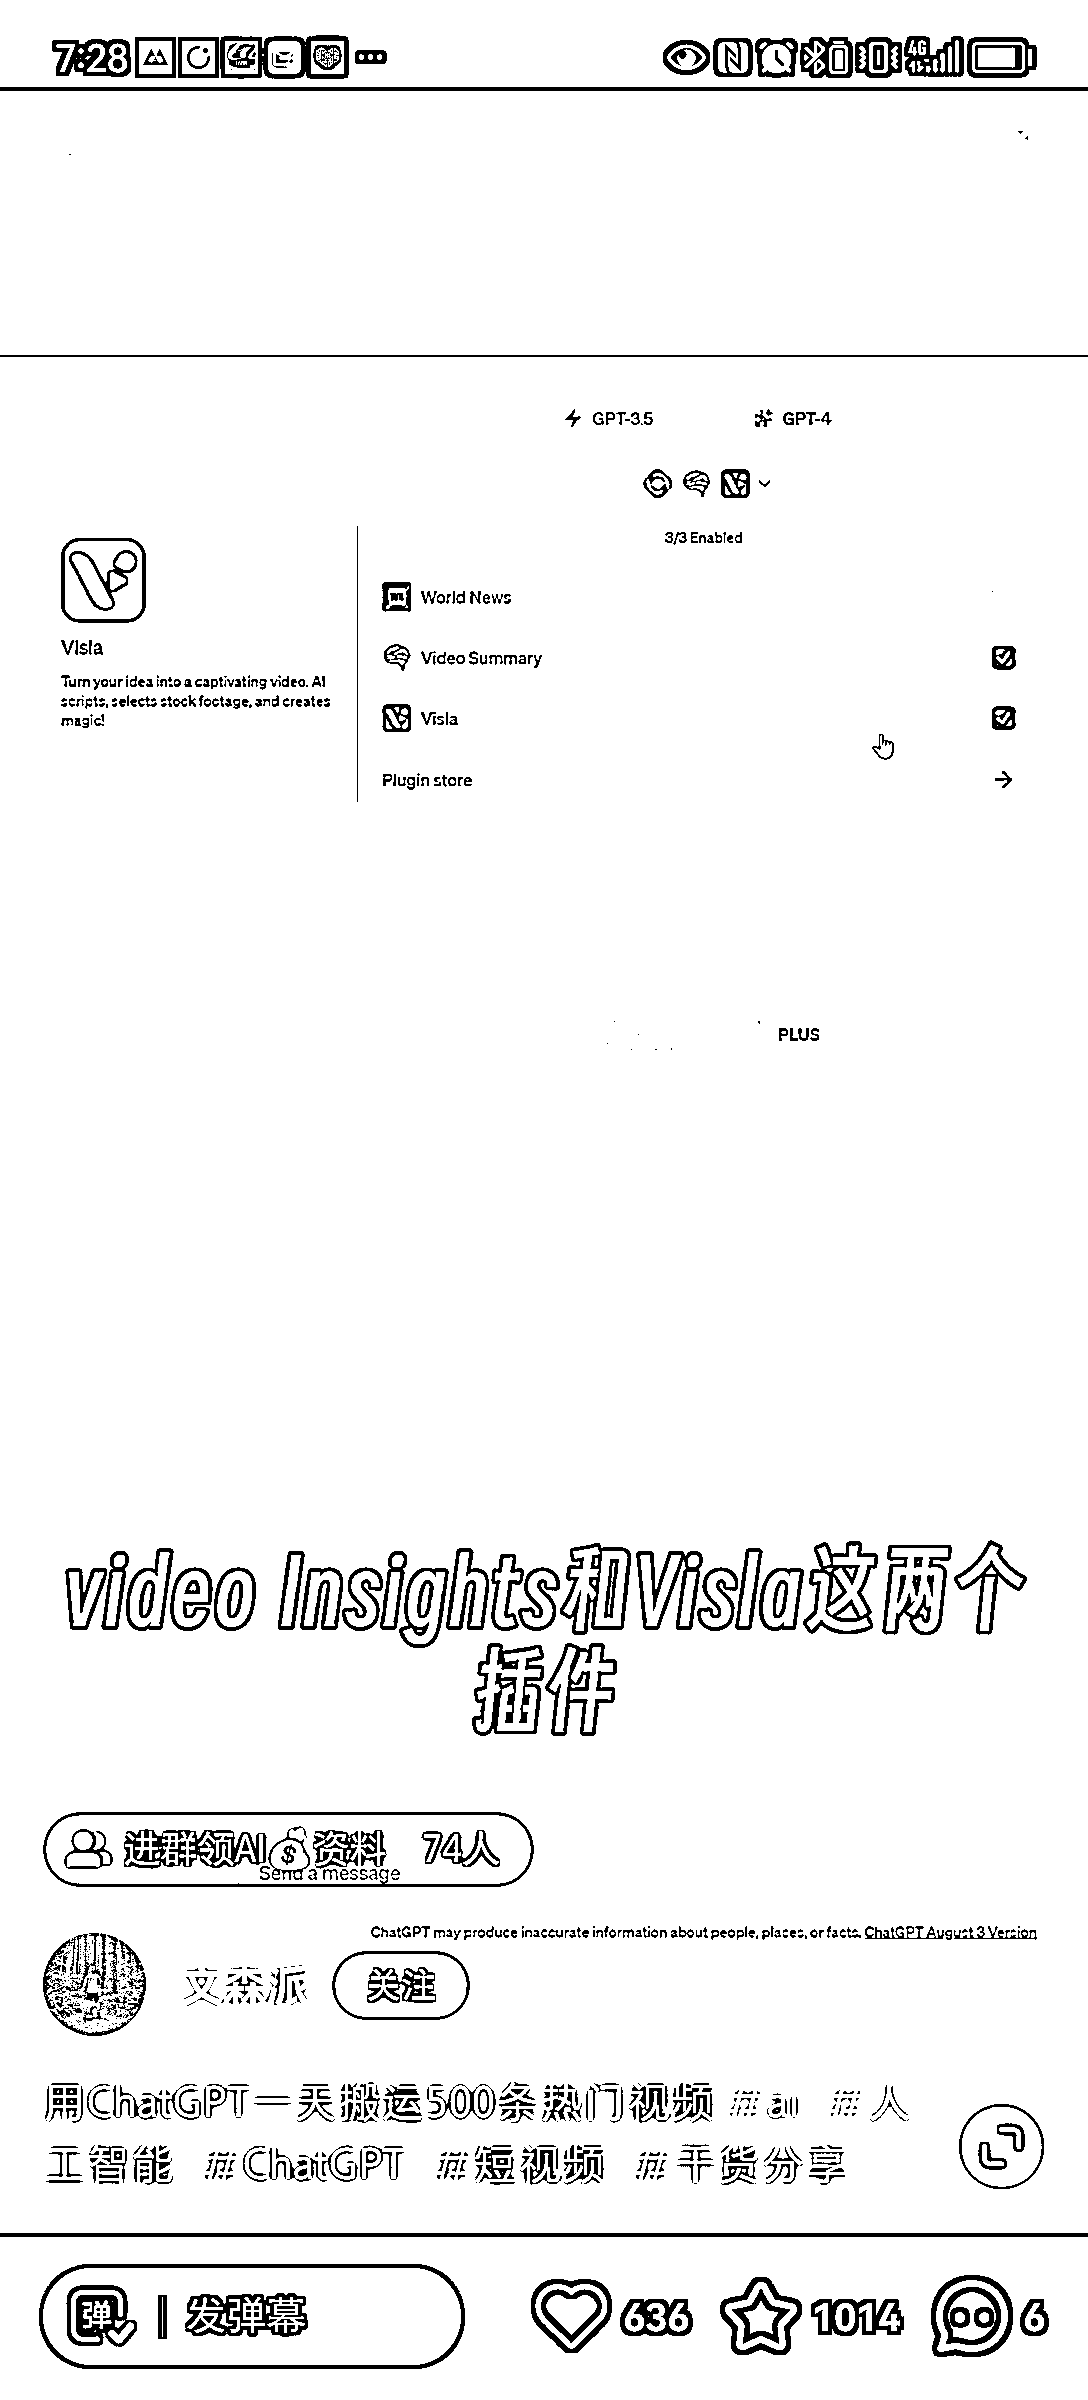 7:28
4G
GPT-3.5 GPT-4
3/3 Enabled
World News
Visla
Video Summary
Turn your idea into a captivating video. AI
scripts, selects stock footage, and creates
magic!
Visla
Plugin store
PLUS
video Insights和Visla这两个
插件
进群领AI💰资料 74人
Send a message
ChatGPT may produce inaccurate information about people, places, or facts. ChatGPT August 3 Version
文森派 关注
用ChatGPT一天搬运500条热门视频 #ai #人
工智能 #ChatGPT #短视频 #干货分享
弹 发弹幕 636 1014 6